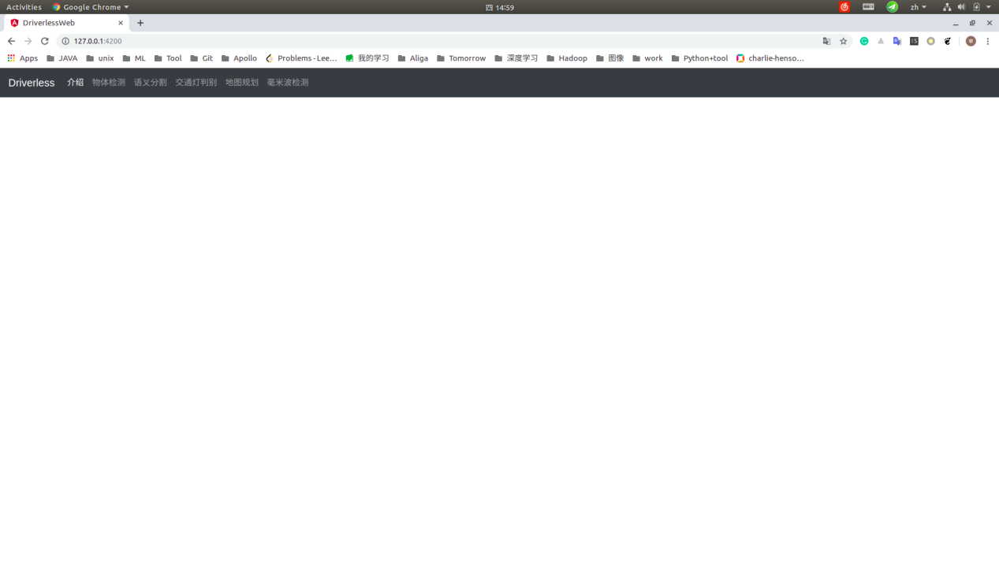 Activities Google Chrome 四 14:59 zh
DriverlessWeb
127.0.0.1:4200
Apps JAVA unix ML Tool Git Apollo Problems - Lee… 我的学习 Aliga Tomorrow 深度学习 Hadoop 图像 work Python+tool charlie-henso…
Driverless 介绍 物体检测 语义分割 交通灯判别 地图规划 毫米波检测